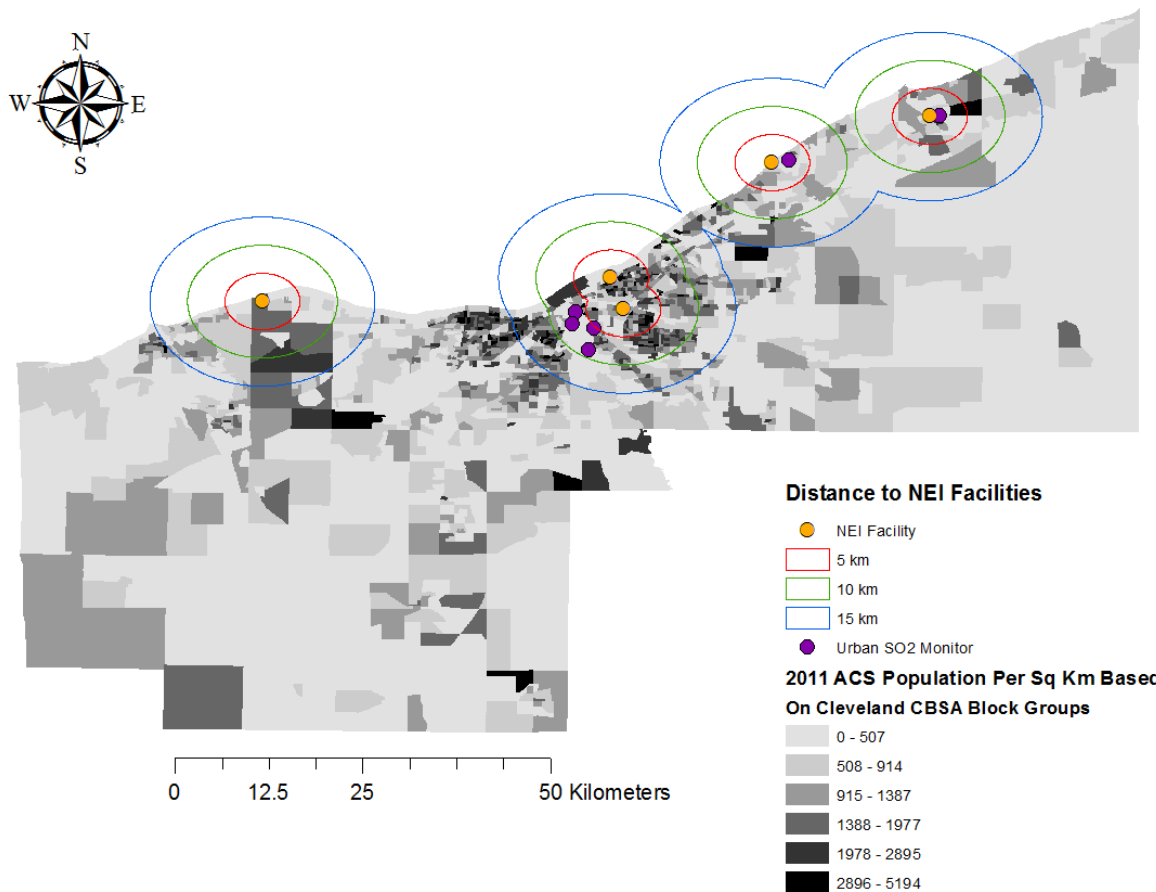 N
W E
S
Distance to NEI Facilities
NEI Facility
5 km
10 km
15 km
Urban SO2 Monitor
2011 ACS Population Per Sq Km Based
On Cleveland CBSA Block Groups
0 - 507
508 - 914
915 - 1387
1388 - 1977
1978 - 2895
2896 - 5194
0 12.5 25 50 Kilometers